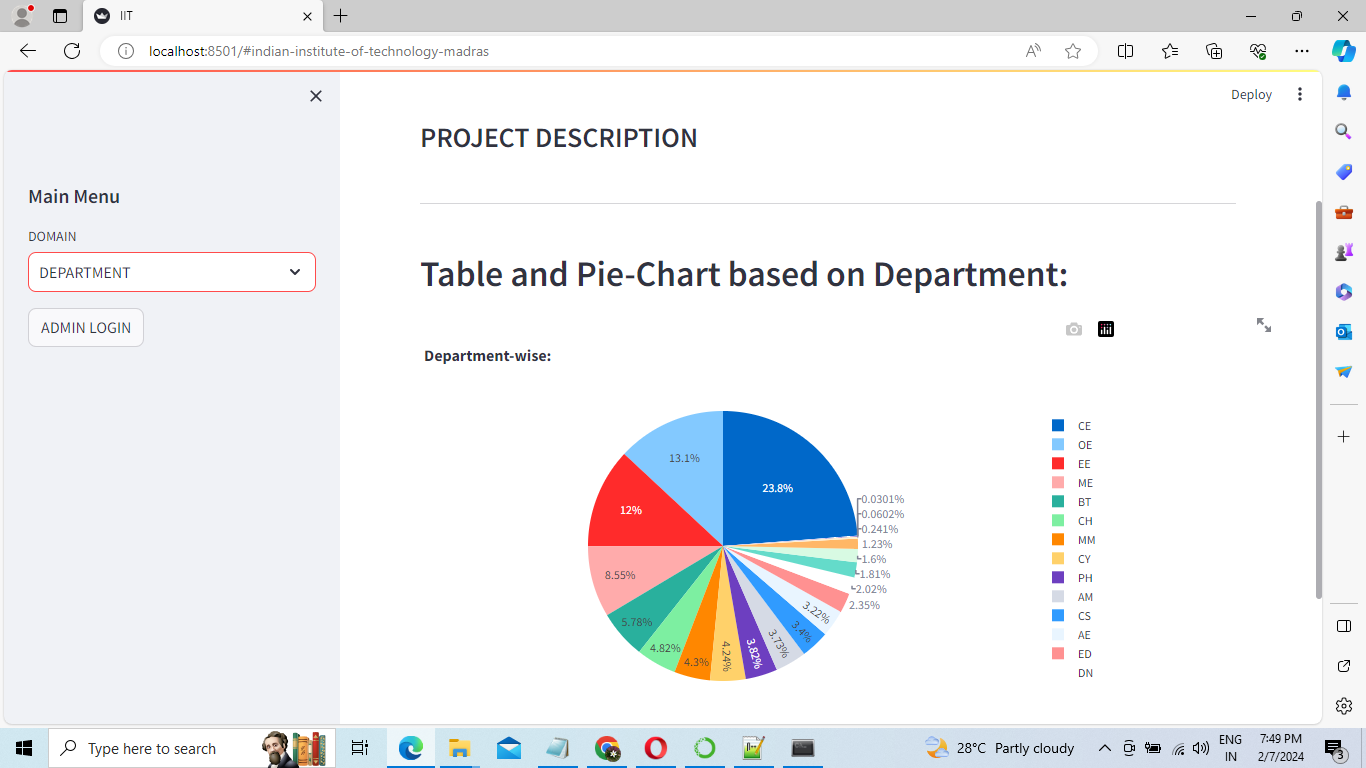 IIT
localhost:8501/#indian-institute-of-technology-madras
Deploy
Main Menu
DOMAIN
DEPARTMENT
ADMIN LOGIN
PROJECT DESCRIPTION
Table and Pie-Chart based on Department:
Department-wise:
13.1%
23.8%
12%
8.55%
5.78%
4.82%
4.3%
4.24%
3.82%
3.73%
3.4%
3.22%
0.0301%
0.0602%
0.241%
1.23%
1.6%
1.81%
2.02%
2.35%
CE
OE
EE
ME
BT
CH
MM
CY
PH
AM
CS
AE
ED
DN
Type here to search
28°C Partly cloudy
ENG
IN
7:49 PM
2/7/2024
3